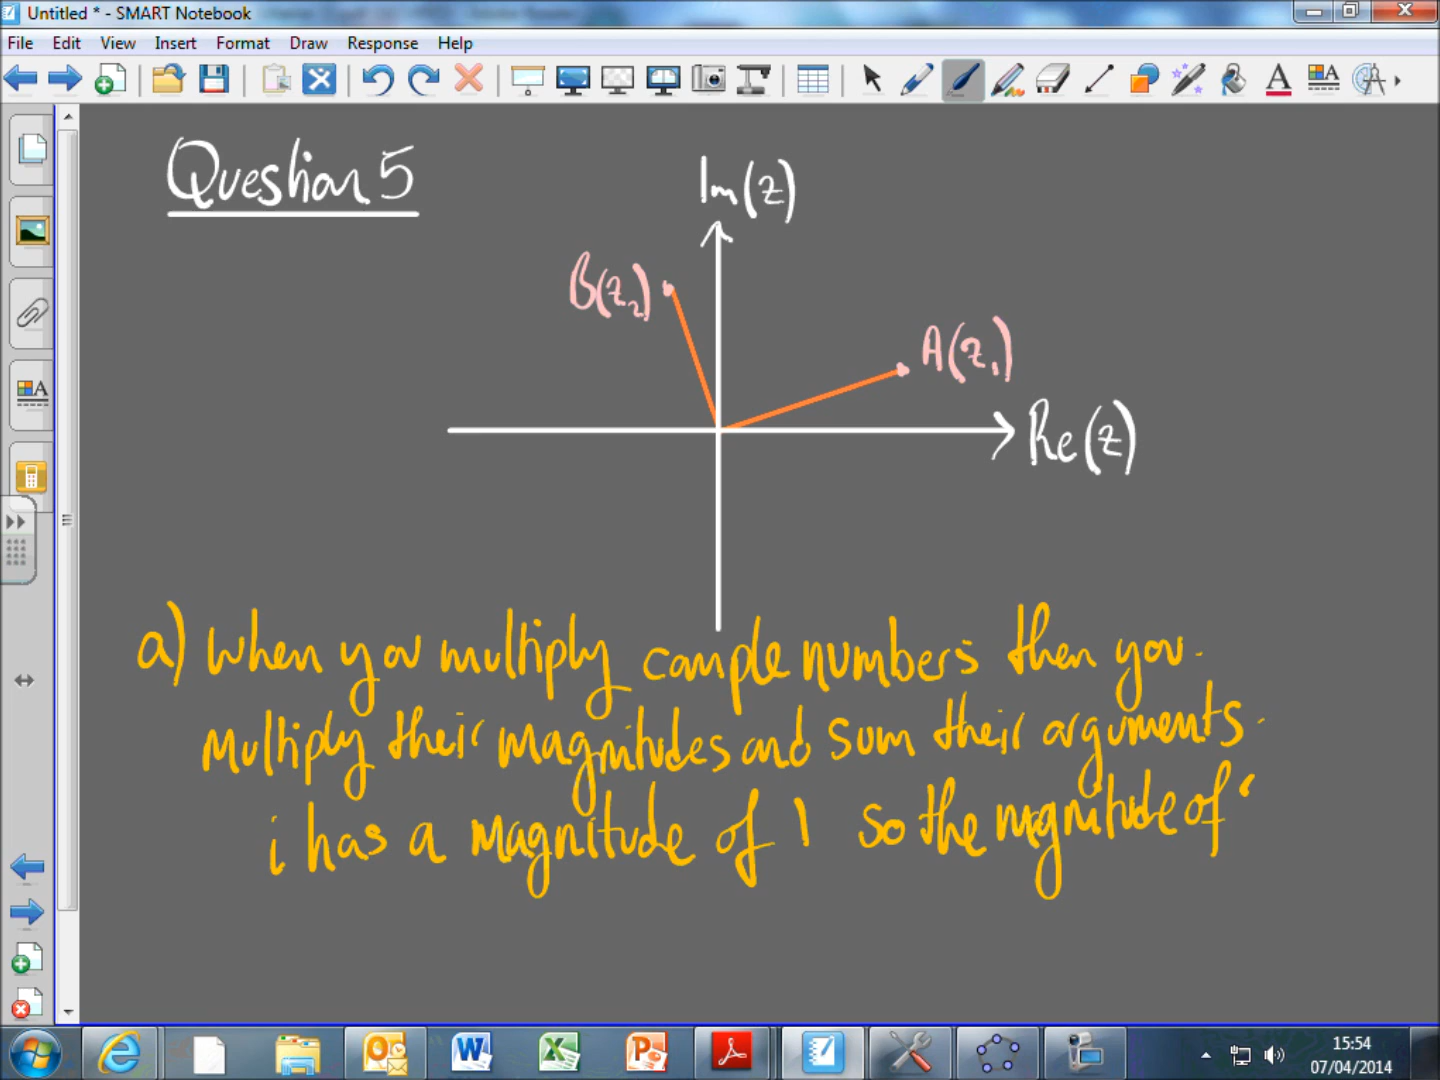 Untitled * - SMART Notebook
File Edit View Insert Format Draw Response Help
Question 5
Im(z)
B(z₂)
A(z₁)
Re(z)
a) When you multiply comple numbers then you
multiply their magnitudes and sum their arguments.
i has a magnitude of 1 so the magnitude of
15:54
07/04/2014